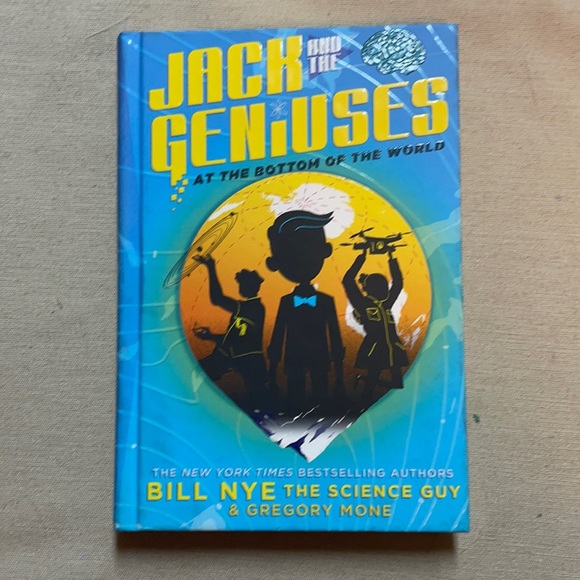 JACK AND THE
GENiUSES
AT THE BOTTOM OF THE WORLD
THE NEW YORK TIMES BESTSELLING AUTHORS
BILL NYE THE SCIENCE GUY
& GREGORY MONE